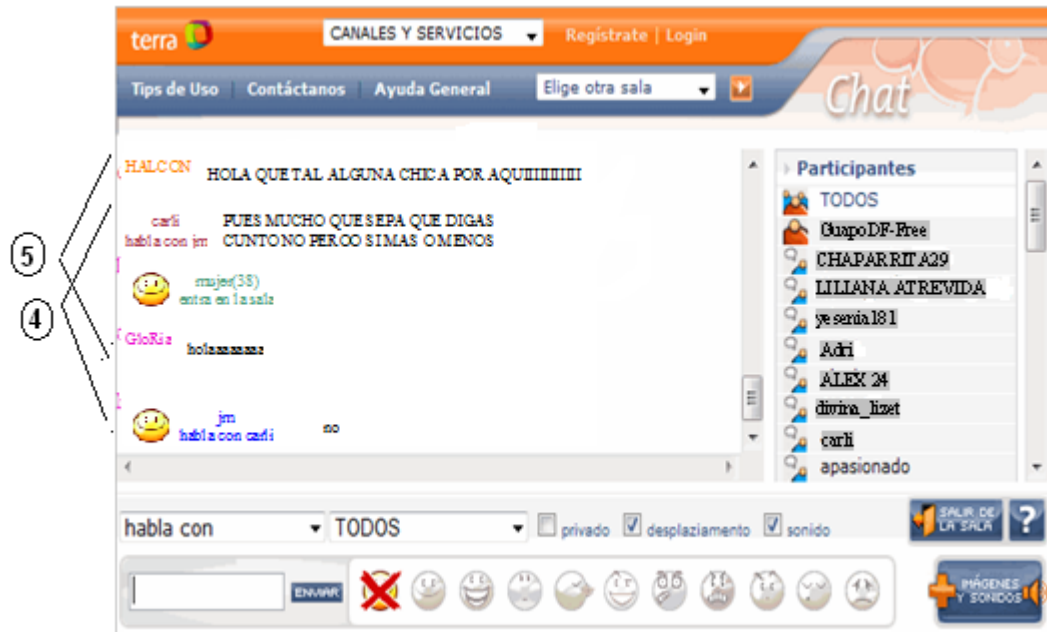 terra
CANALES Y SERVICIOS
Regístrate | Login
Tips de Uso
Contáctanos
Ayuda General
Elige otra sala
Chat
HALCON HOLA QUE TAL ALGUNA CHICA POR AQUIIIIIIIIII
carli PUES MUCHO QUE SEPA QUE DIGAS
habla con jm CUNTO NO PEROO SI MAS O MENOS
mujer(38)
entra en la sala
GloRia
holaaaaaaaa
jm
habla con carli no
5
4
Participantes
TODOS
GuapoDF-Free
CHAPARRITA29
LILIANA ATREVIDA
yesenia181
Adri
ALEX 24
divina_lizet
carli
apasionado
habla con
TODOS
privado
desplaziamento
sonido
SALIR DE
LA SALA
?
ENVIAR
IMÁGENES
Y SONIDOS